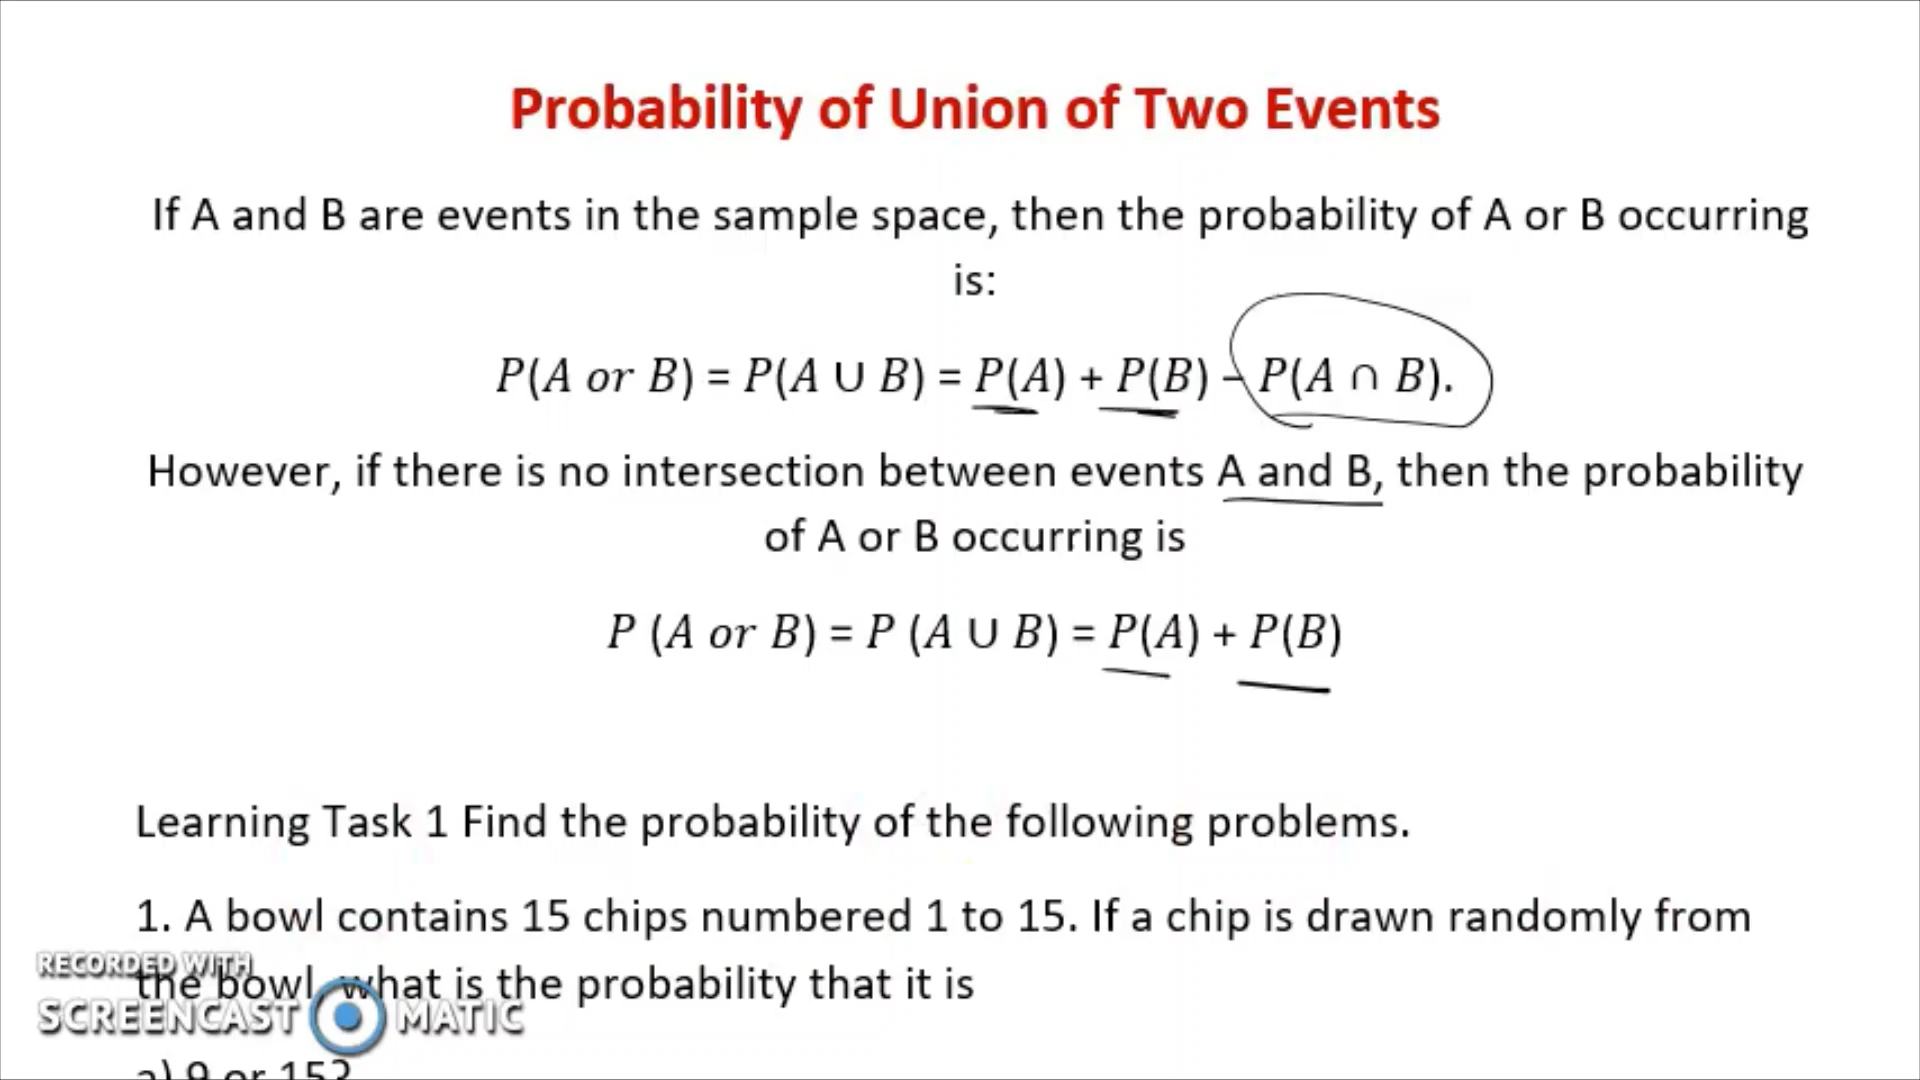 Probability of Union of Two Events
If A and B are events in the sample space, then the probability of A or B occurring
is:
P(A or B) = P(A ∪ B) = P(A) + P(B) – P(A ∩ B).
However, if there is no intersection between events A and B, then the probability
of A or B occurring is
P (A or B) = P (A ∪ B) = P(A) + P(B)
Learning Task 1 Find the probability of the following problems.
1. A bowl contains 15 chips numbered 1 to 15. If a chip is drawn randomly from
the bowl, what is the probability that it is
RECORDED WITH
SCREENCAST MATIC
a) 9 or 15?